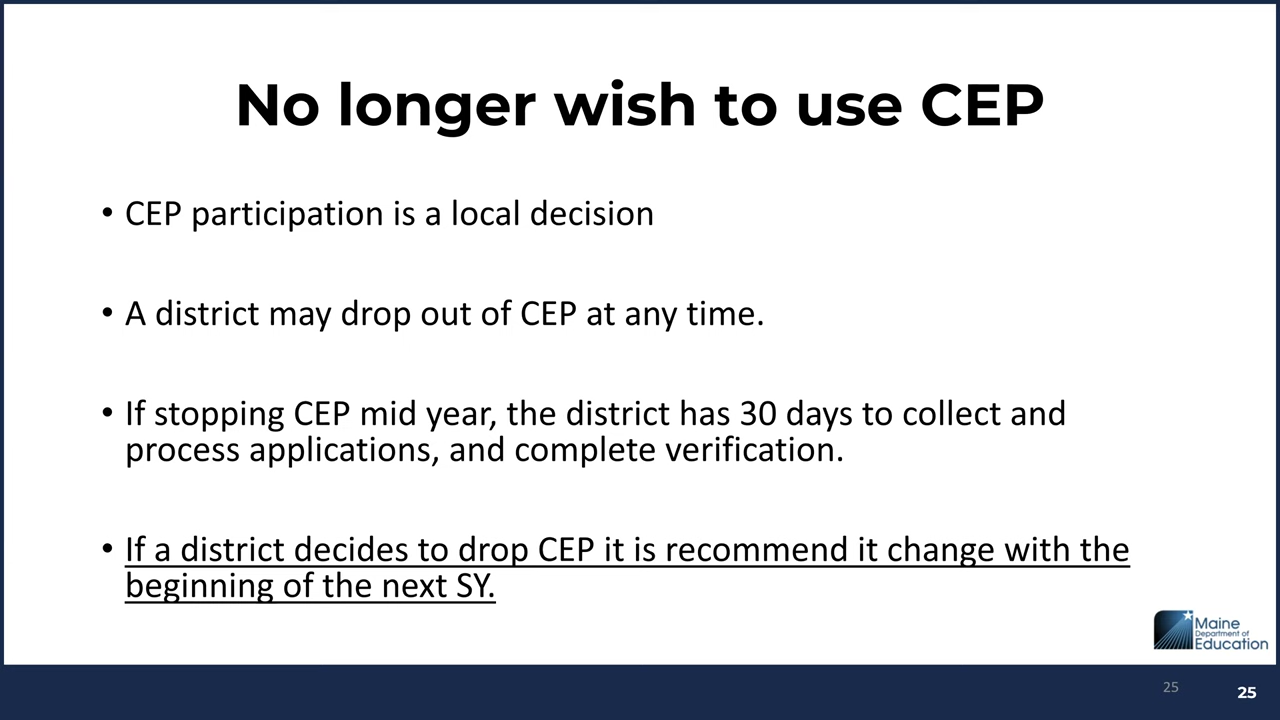 No longer wish to use CEP
• CEP participation is a local decision
• A district may drop out of CEP at any time.
• If stopping CEP mid year, the district has 30 days to collect and
process applications, and complete verification.
• If a district decides to drop CEP it is recommend it change with the
beginning of the next SY.
Maine
Department of
Education
25
25